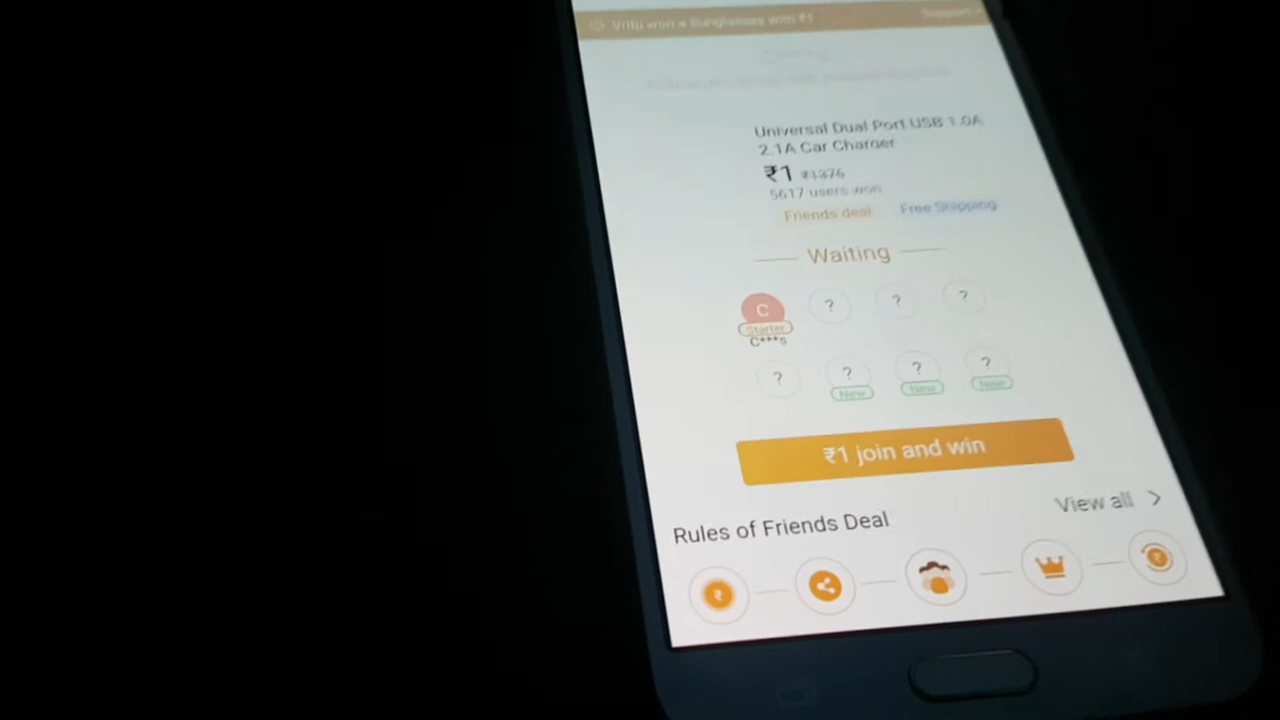 Vittu won a Sunglasses with ₹1
Support
Universal Dual Port USB 1.0A
2.1A Car Charger
₹1 ₹1376
5617 users won
Friends deal Free Shipping
Waiting
C ? ? ?
Starter
C***s
? ? ? ?
New New New
₹1 join and win
Rules of Friends Deal View all
₹ ₹